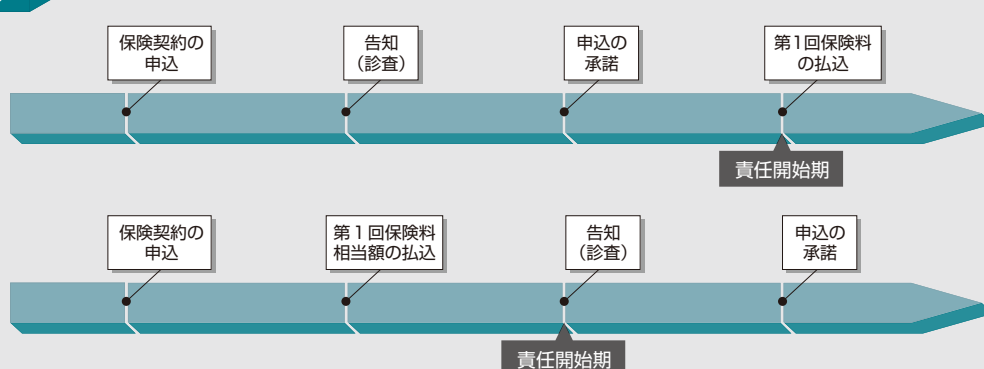 保険契約の
申込
告知
（診査）
申込の
承諾
第1回保険料
の払込
責任開始期
保険契約の
申込
第1回保険料
相当額の払込
告知
（診査）
申込の
承諾
責任開始期